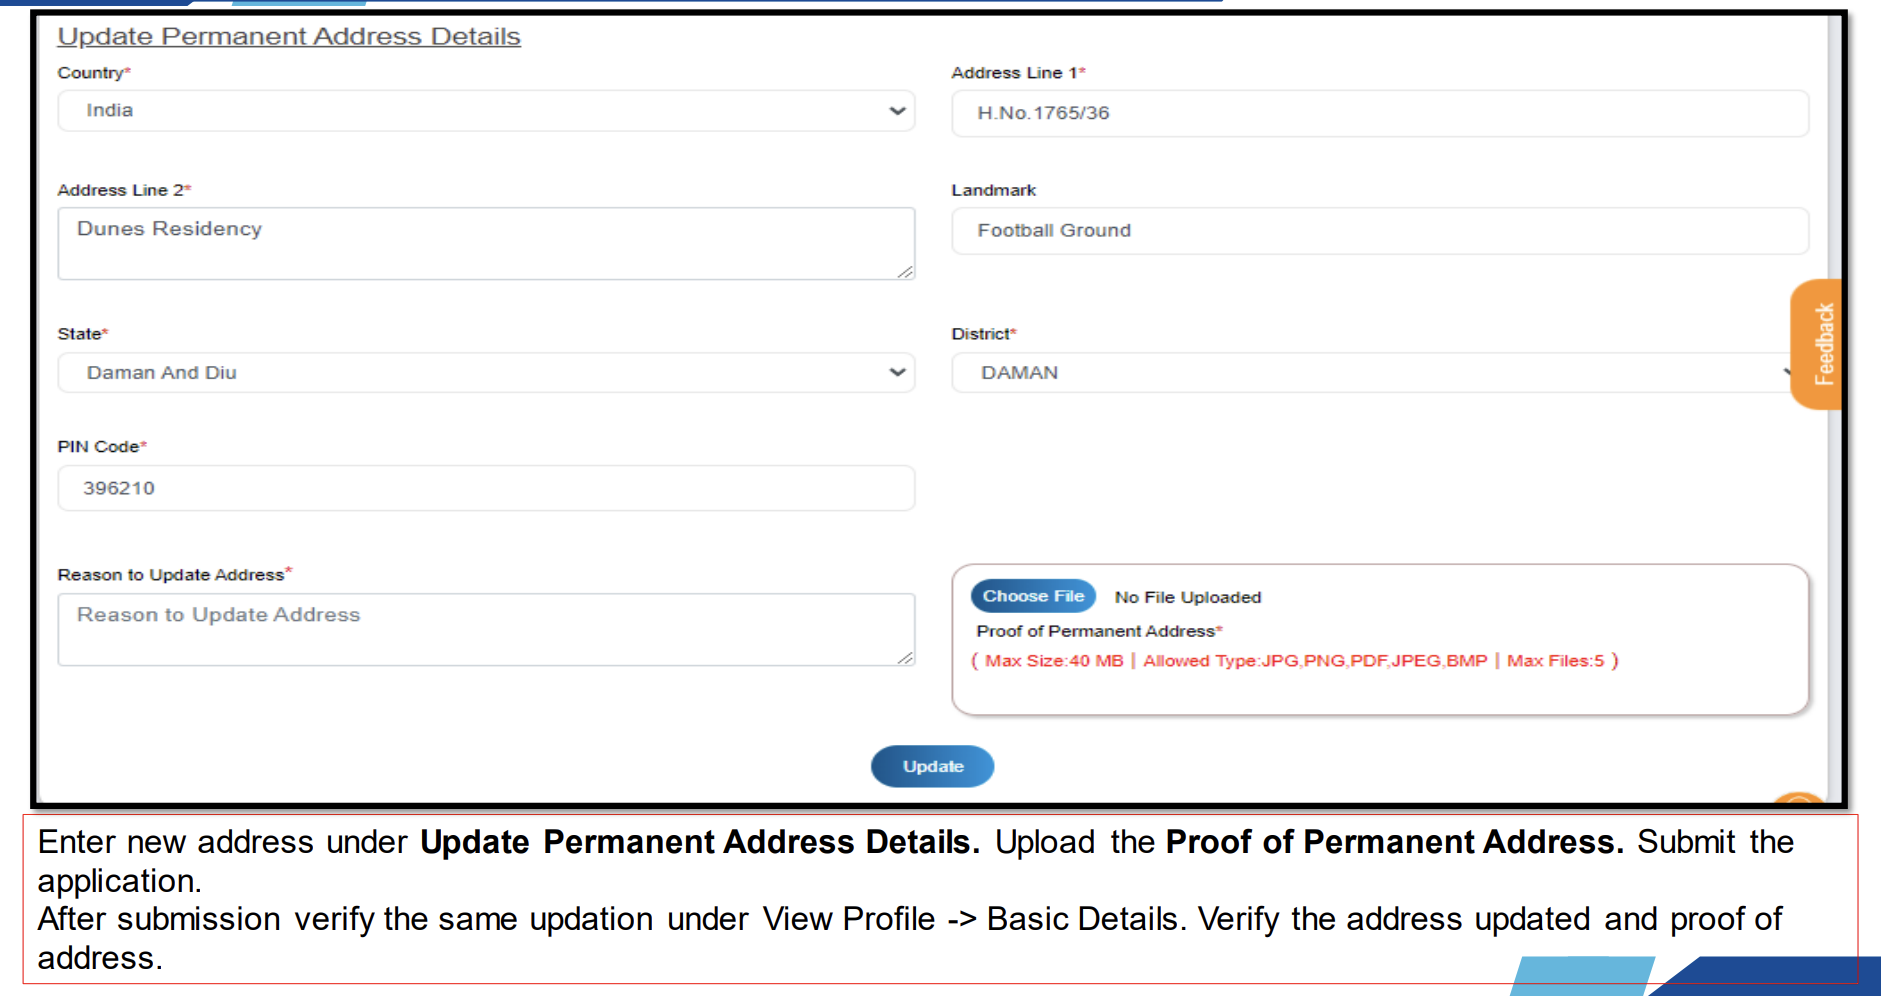 Update Permanent Address Details
Country*
Address Line 1*
India
H.No.1765/36
Address Line 2*
Landmark
Dunes Residency
Football Ground
State*
District*
Daman And Diu
DAMAN
Feedback
PIN Code*
396210
Reason to Update Address*
Reason to Update Address
Choose File No File Uploaded
Proof of Permanent Address*
( Max Size:40 MB | Allowed Type:JPG,PNG,PDF,JPEG,BMP | Max Files:5 )
Update
Enter new address under Update Permanent Address Details. Upload the Proof of Permanent Address. Submit the
application.
After submission verify the same updation under View Profile -> Basic Details. Verify the address updated and proof of
address.